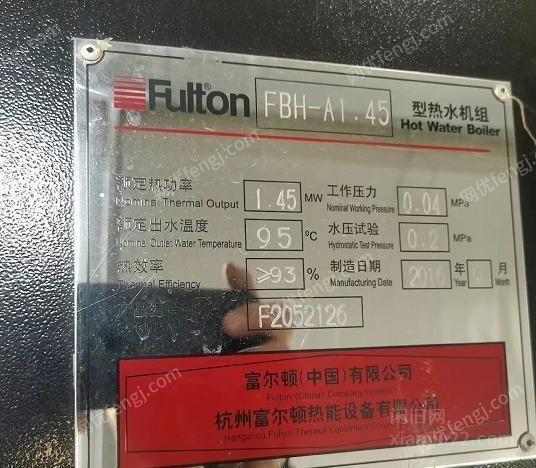 Fulton FBH-A1.45 型热水机组
Hot Water Boiler
额定热功率 1.45 MW 工作压力 0.04 MPa
Nominal Thermal Output Nominal Working Pressure
额定出水温度 95 ℃ 水压试验 0.2 MPa
Nominal Outlet Water Temperature Hydrostatic Test Pressure
热效率 ≥93 % 制造日期 2016 年 月
Thermal Efficiency Manufacturing Date Year Month
F2052126
富尔顿(中国)有限公司
Fulton (China) Company Limited
杭州富尔顿热能设备有限公司
Hangzhou Fulton Thermal Equipment Company Limited